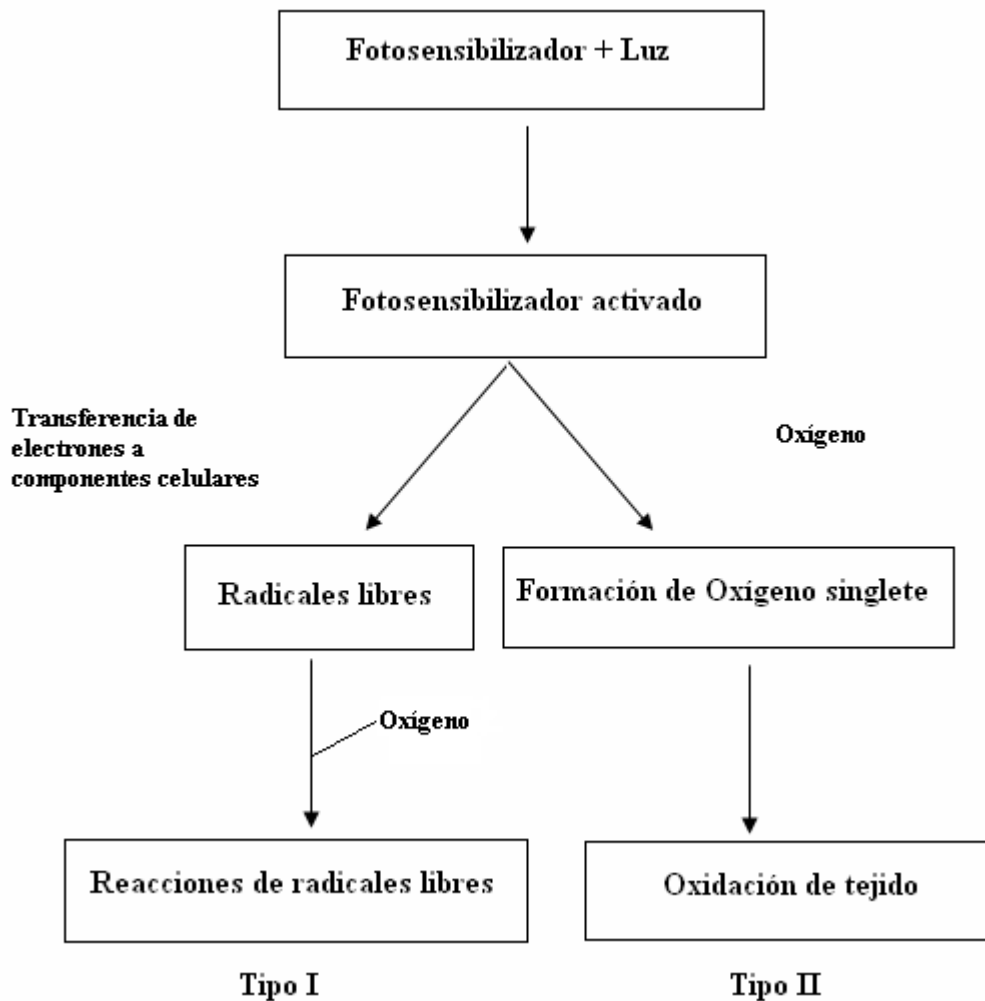 Fotosensibilizador + Luz
Fotosensibilizador activado
Transferencia de
electrones a
componentes celulares
Oxígeno
Radicales libres
Formación de Oxígeno singlete
Oxígeno
Reacciones de radicales libres
Oxidación de tejido
Tipo I
Tipo II